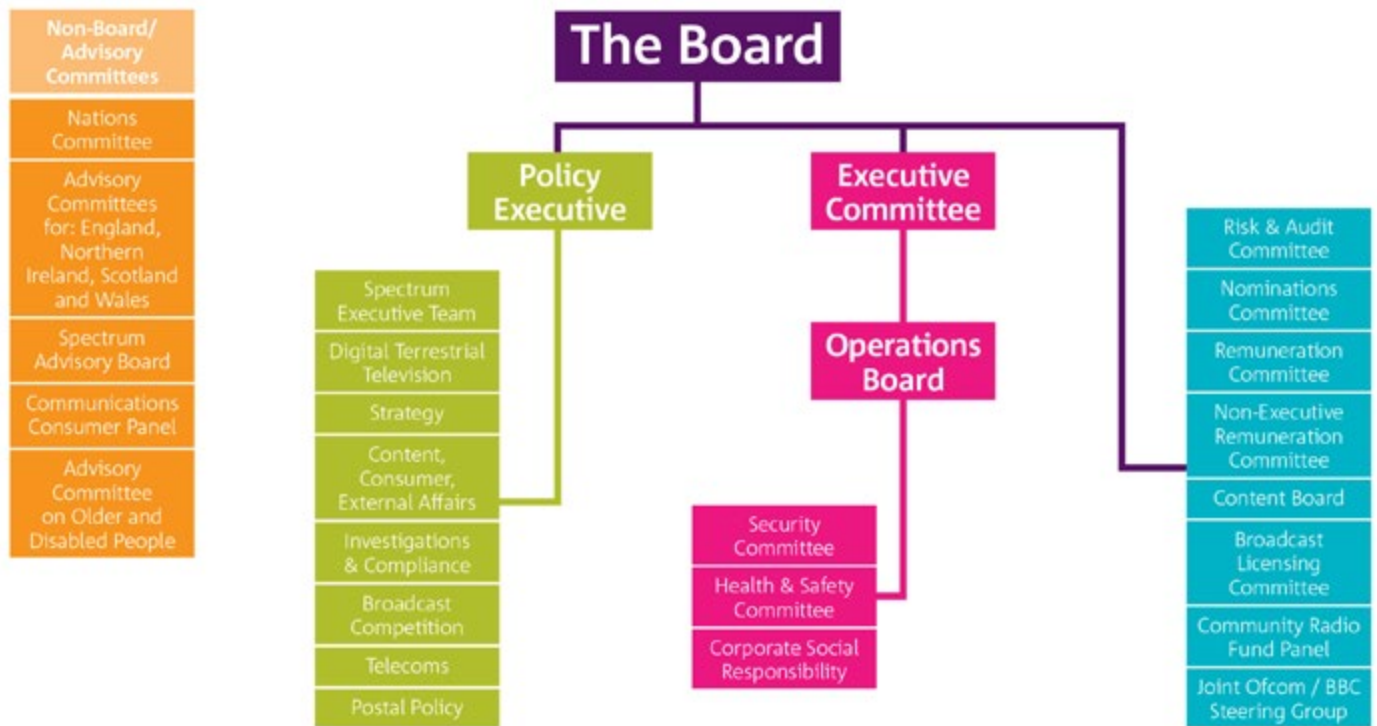 Non-Board/
Advisory
Committees
Nations
Committee
Advisory
Committees
for: England,
Northern
Ireland, Scotland
and Wales
Spectrum
Advisory Board
Communications
Consumer Panel
Advisory
Committee
on Older and
Disabled People
The Board
Policy
Executive
Spectrum
Executive Team
Digital Terrestrial
Television
Strategy
Content,
Consumer,
External Affairs
Investigations
& Compliance
Broadcast
Competition
Telecoms
Postal Policy
Executive
Committee
Operations
Board
Security
Committee
Health & Safety
Committee
Corporate Social
Responsibility
Risk & Audit
Committee
Nominations
Committee
Remuneration
Committee
Non-Executive
Remuneration
Committee
Content Board
Broadcast
Licensing
Committee
Community Radio
Fund Panel
Joint Ofcom / BBC
Steering Group